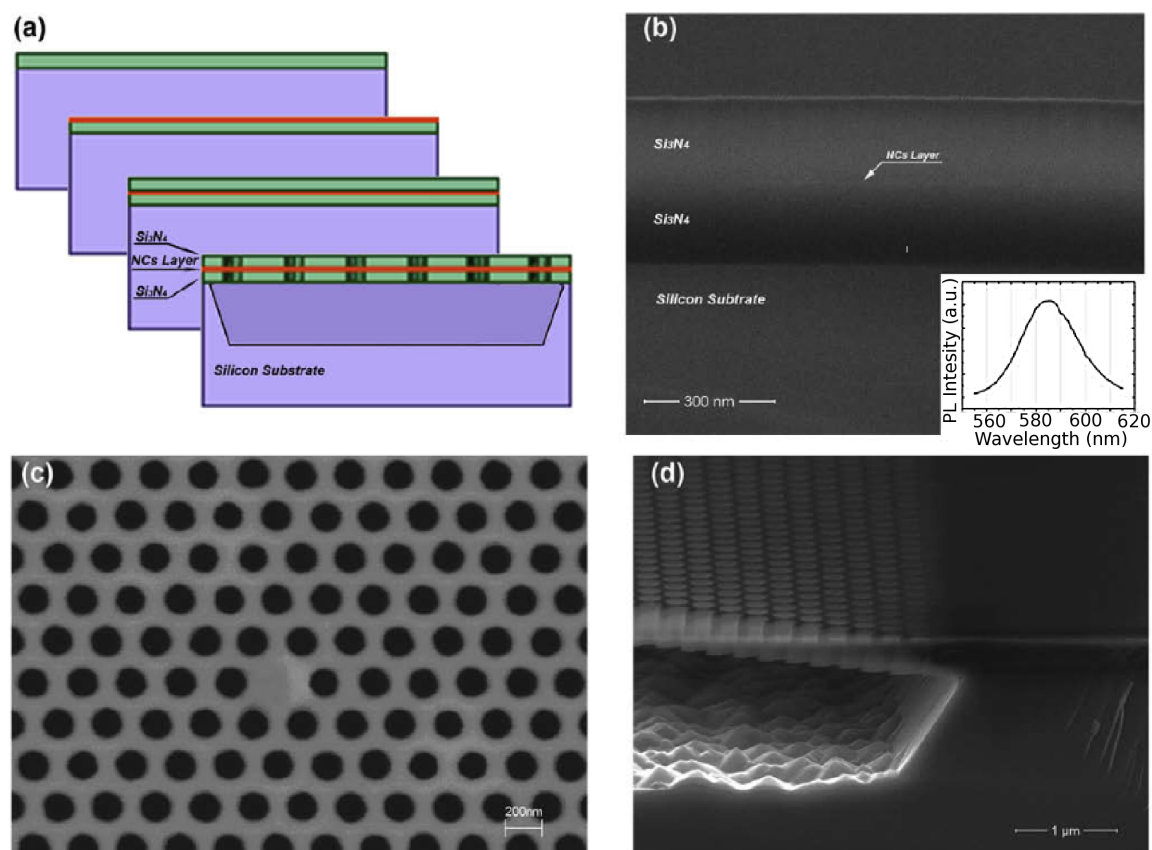 (a)
Si3N4
NCs Layer
Si3N4
Silicon Substrate
(b)
Si3N4
NCs Layer
Si3N4
Silicon Subtrate
300 nm
PL Intesity (a.u.)
560 580 600 620
Wavelength (nm)
(c)
200nm
(d)
1 µm